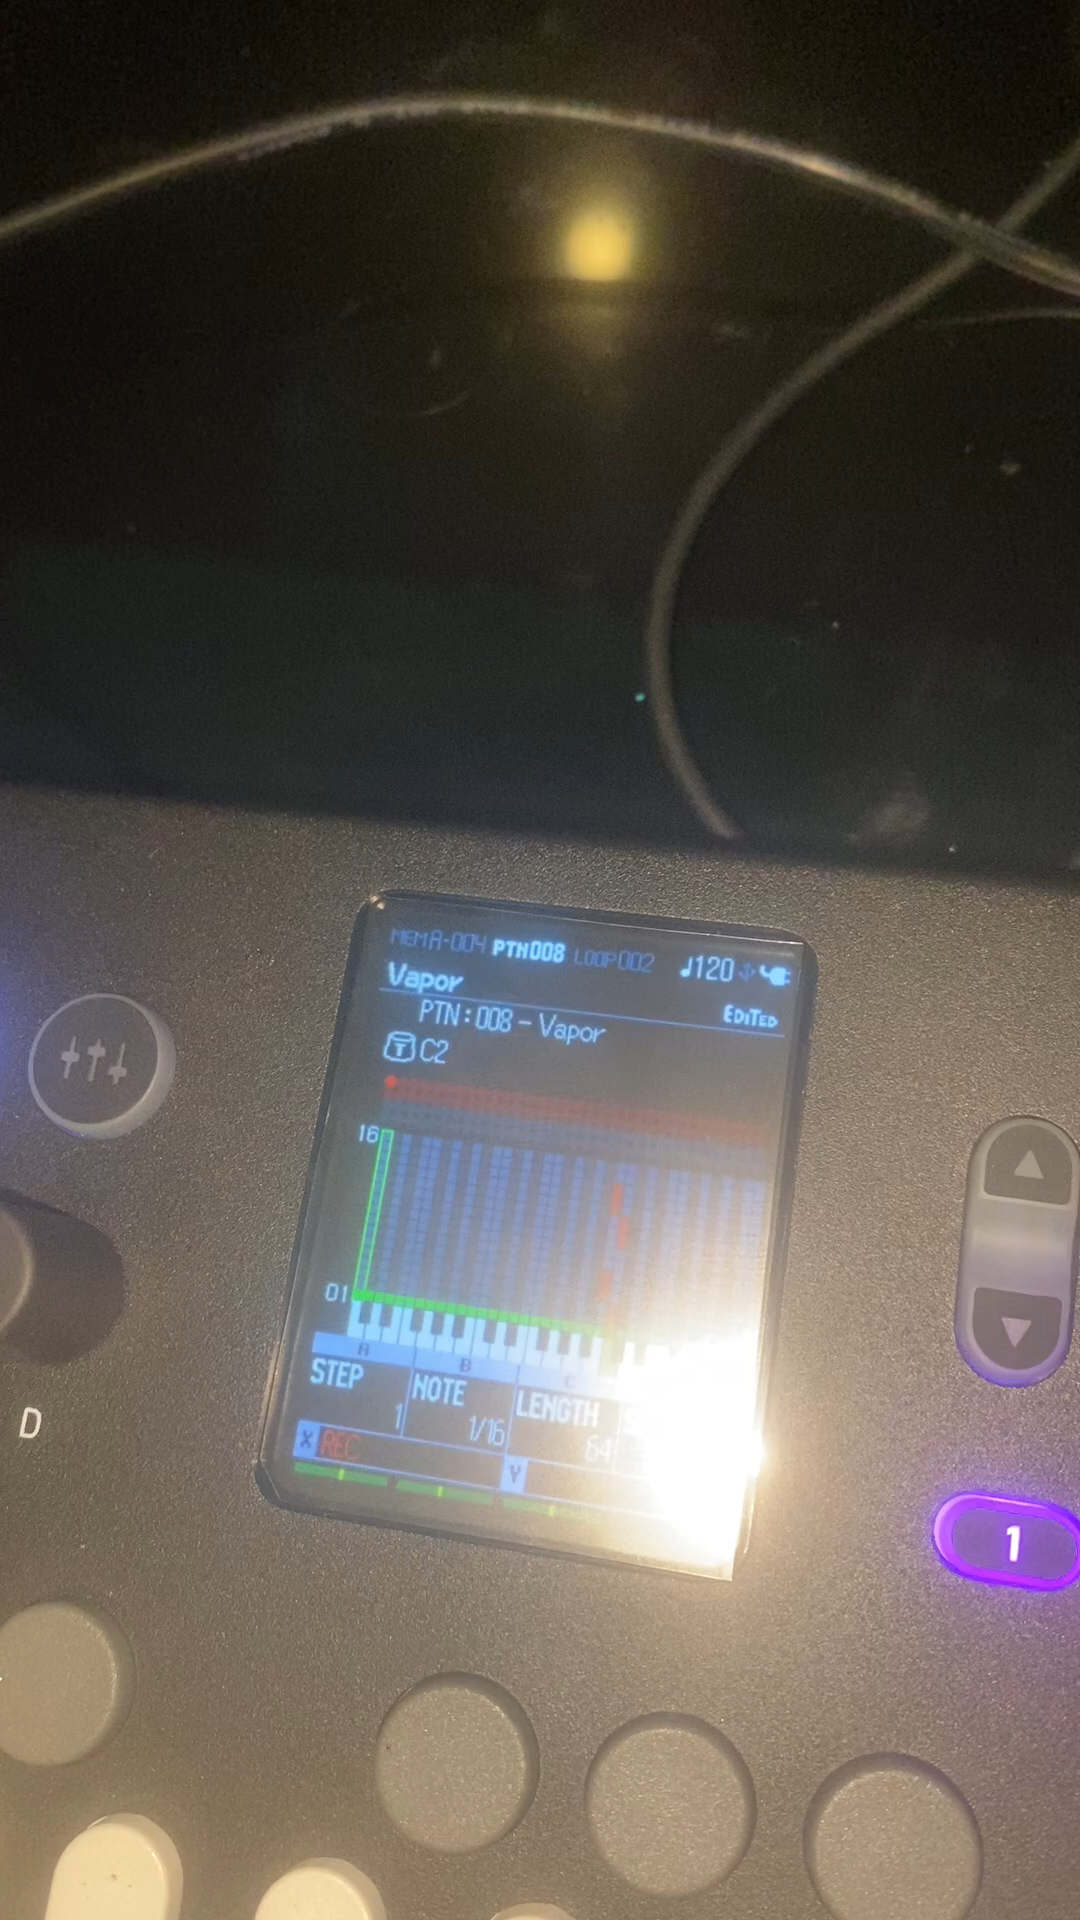 MEM A-004 PTN008 LOOP002 ♩120
Vapor
EDITED
PTN:008 - Vapor
T C2
16
01
A B C
STEP NOTE LENGTH
1 1/16 64
X REC Y
D
1